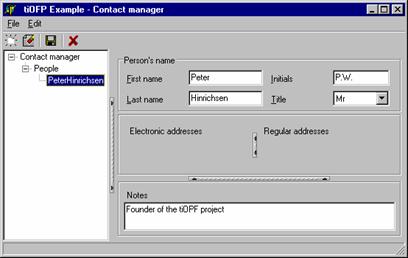 tiOFP Example - Contact manager
File Edit
Contact manager
People
PeterHinrichsen
Person's name
First name Peter Initials P.W.
Last name Hinrichsen Title Mr
Electronic addresses Regular addresses
Notes
Founder of the tiOPF project